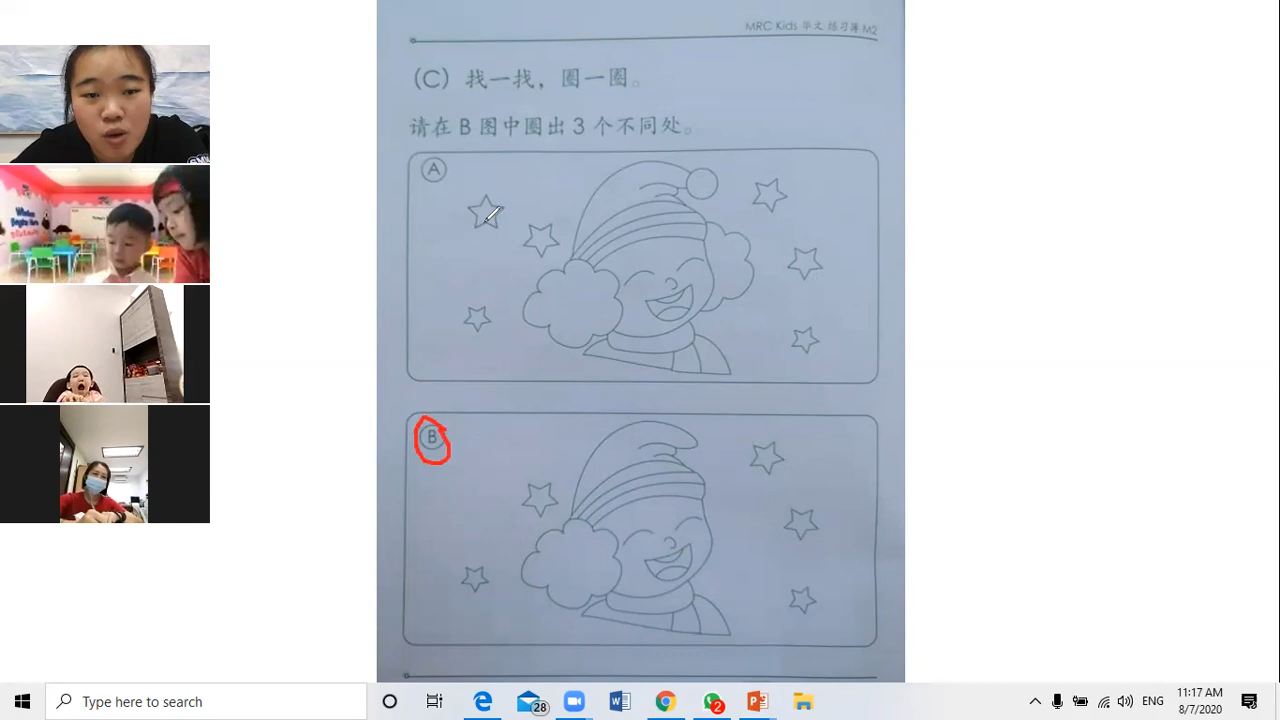 MRC Kids 华文 练习簿 M2
(C) 找一找，圈一圈。
请在 B 图中圈出 3 个不同处。
A
B
Type here to search
28
2
ENG
11:17 AM
8/7/2020